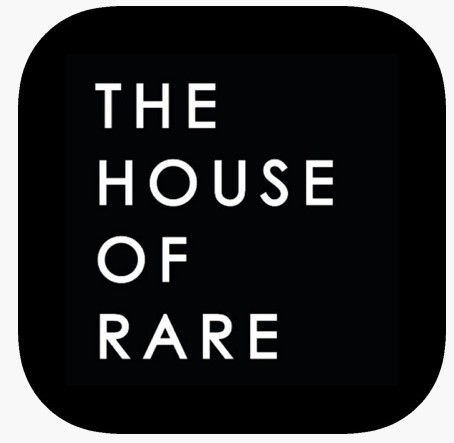 THE
HOUSE
OF
RARE